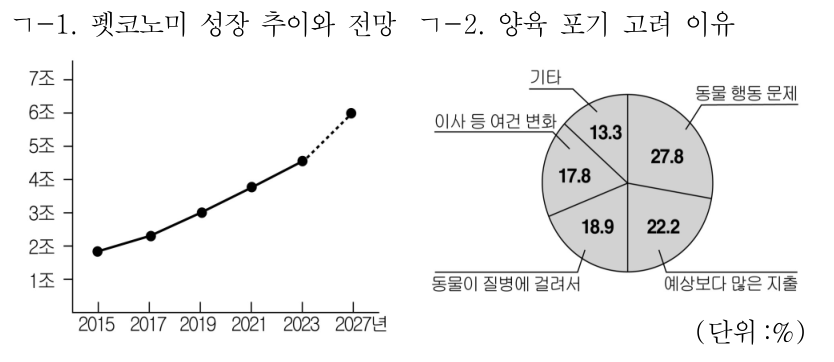 ㄱ-1. 펫코노미 성장 추이와 전망
7조
6조
5조
4조
3조
2조
1조
2015 2017 2019 2021 2023 2027년
ㄱ-2. 양육 포기 고려 이유
기타
동물 행동 문제
이사 등 여건 변화
13.3
27.8
17.8
18.9
22.2
동물이 질병에 걸려서
예상보다 많은 지출
(단위:%)